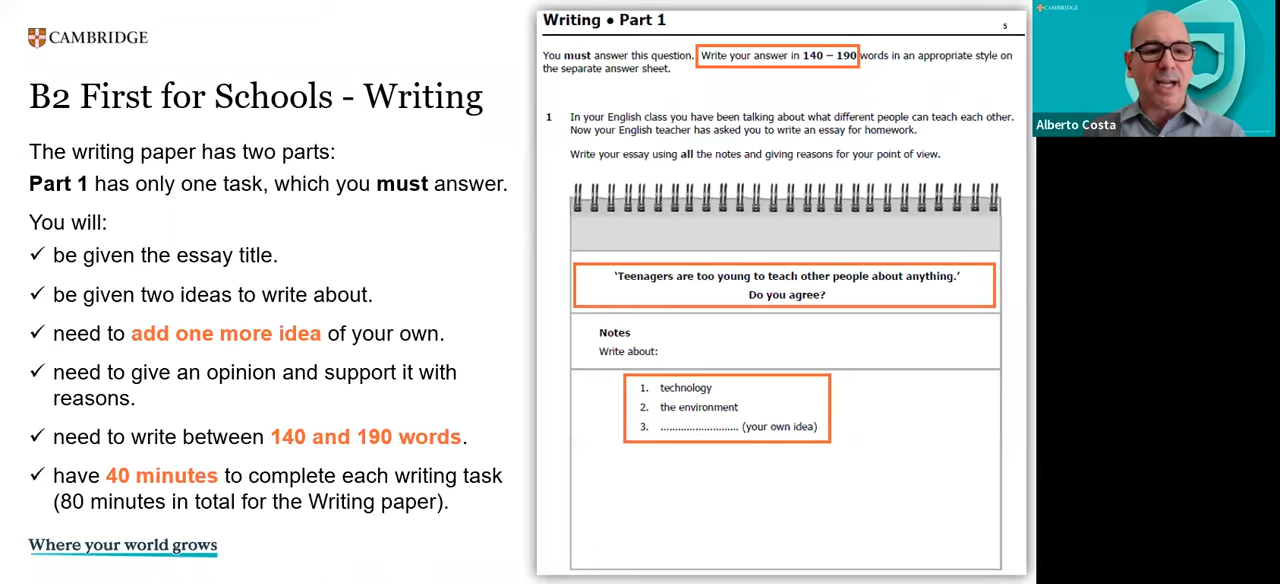 CAMBRIDGE
B2 First for Schools - Writing
The writing paper has two parts:
Part 1 has only one task, which you must answer.
You will:
✓ be given the essay title.
✓ be given two ideas to write about.
✓ need to add one more idea of your own.
✓ need to give an opinion and support it with
reasons.
✓ need to write between 140 and 190 words.
✓ have 40 minutes to complete each writing task
(80 minutes in total for the Writing paper).
Where your world grows
Writing • Part 1
5
You must answer this question. Write your answer in 140 – 190 words in an appropriate style on
the separate answer sheet.
1 In your English class you have been talking about what different people can teach each other.
Now your English teacher has asked you to write an essay for homework.
Write your essay using all the notes and giving reasons for your point of view.
‘Teenagers are too young to teach other people about anything.’
Do you agree?
Notes
Write about:
1. technology
2. the environment
3. .......................... (your own idea)
CAMBRIDGE
Alberto Costa